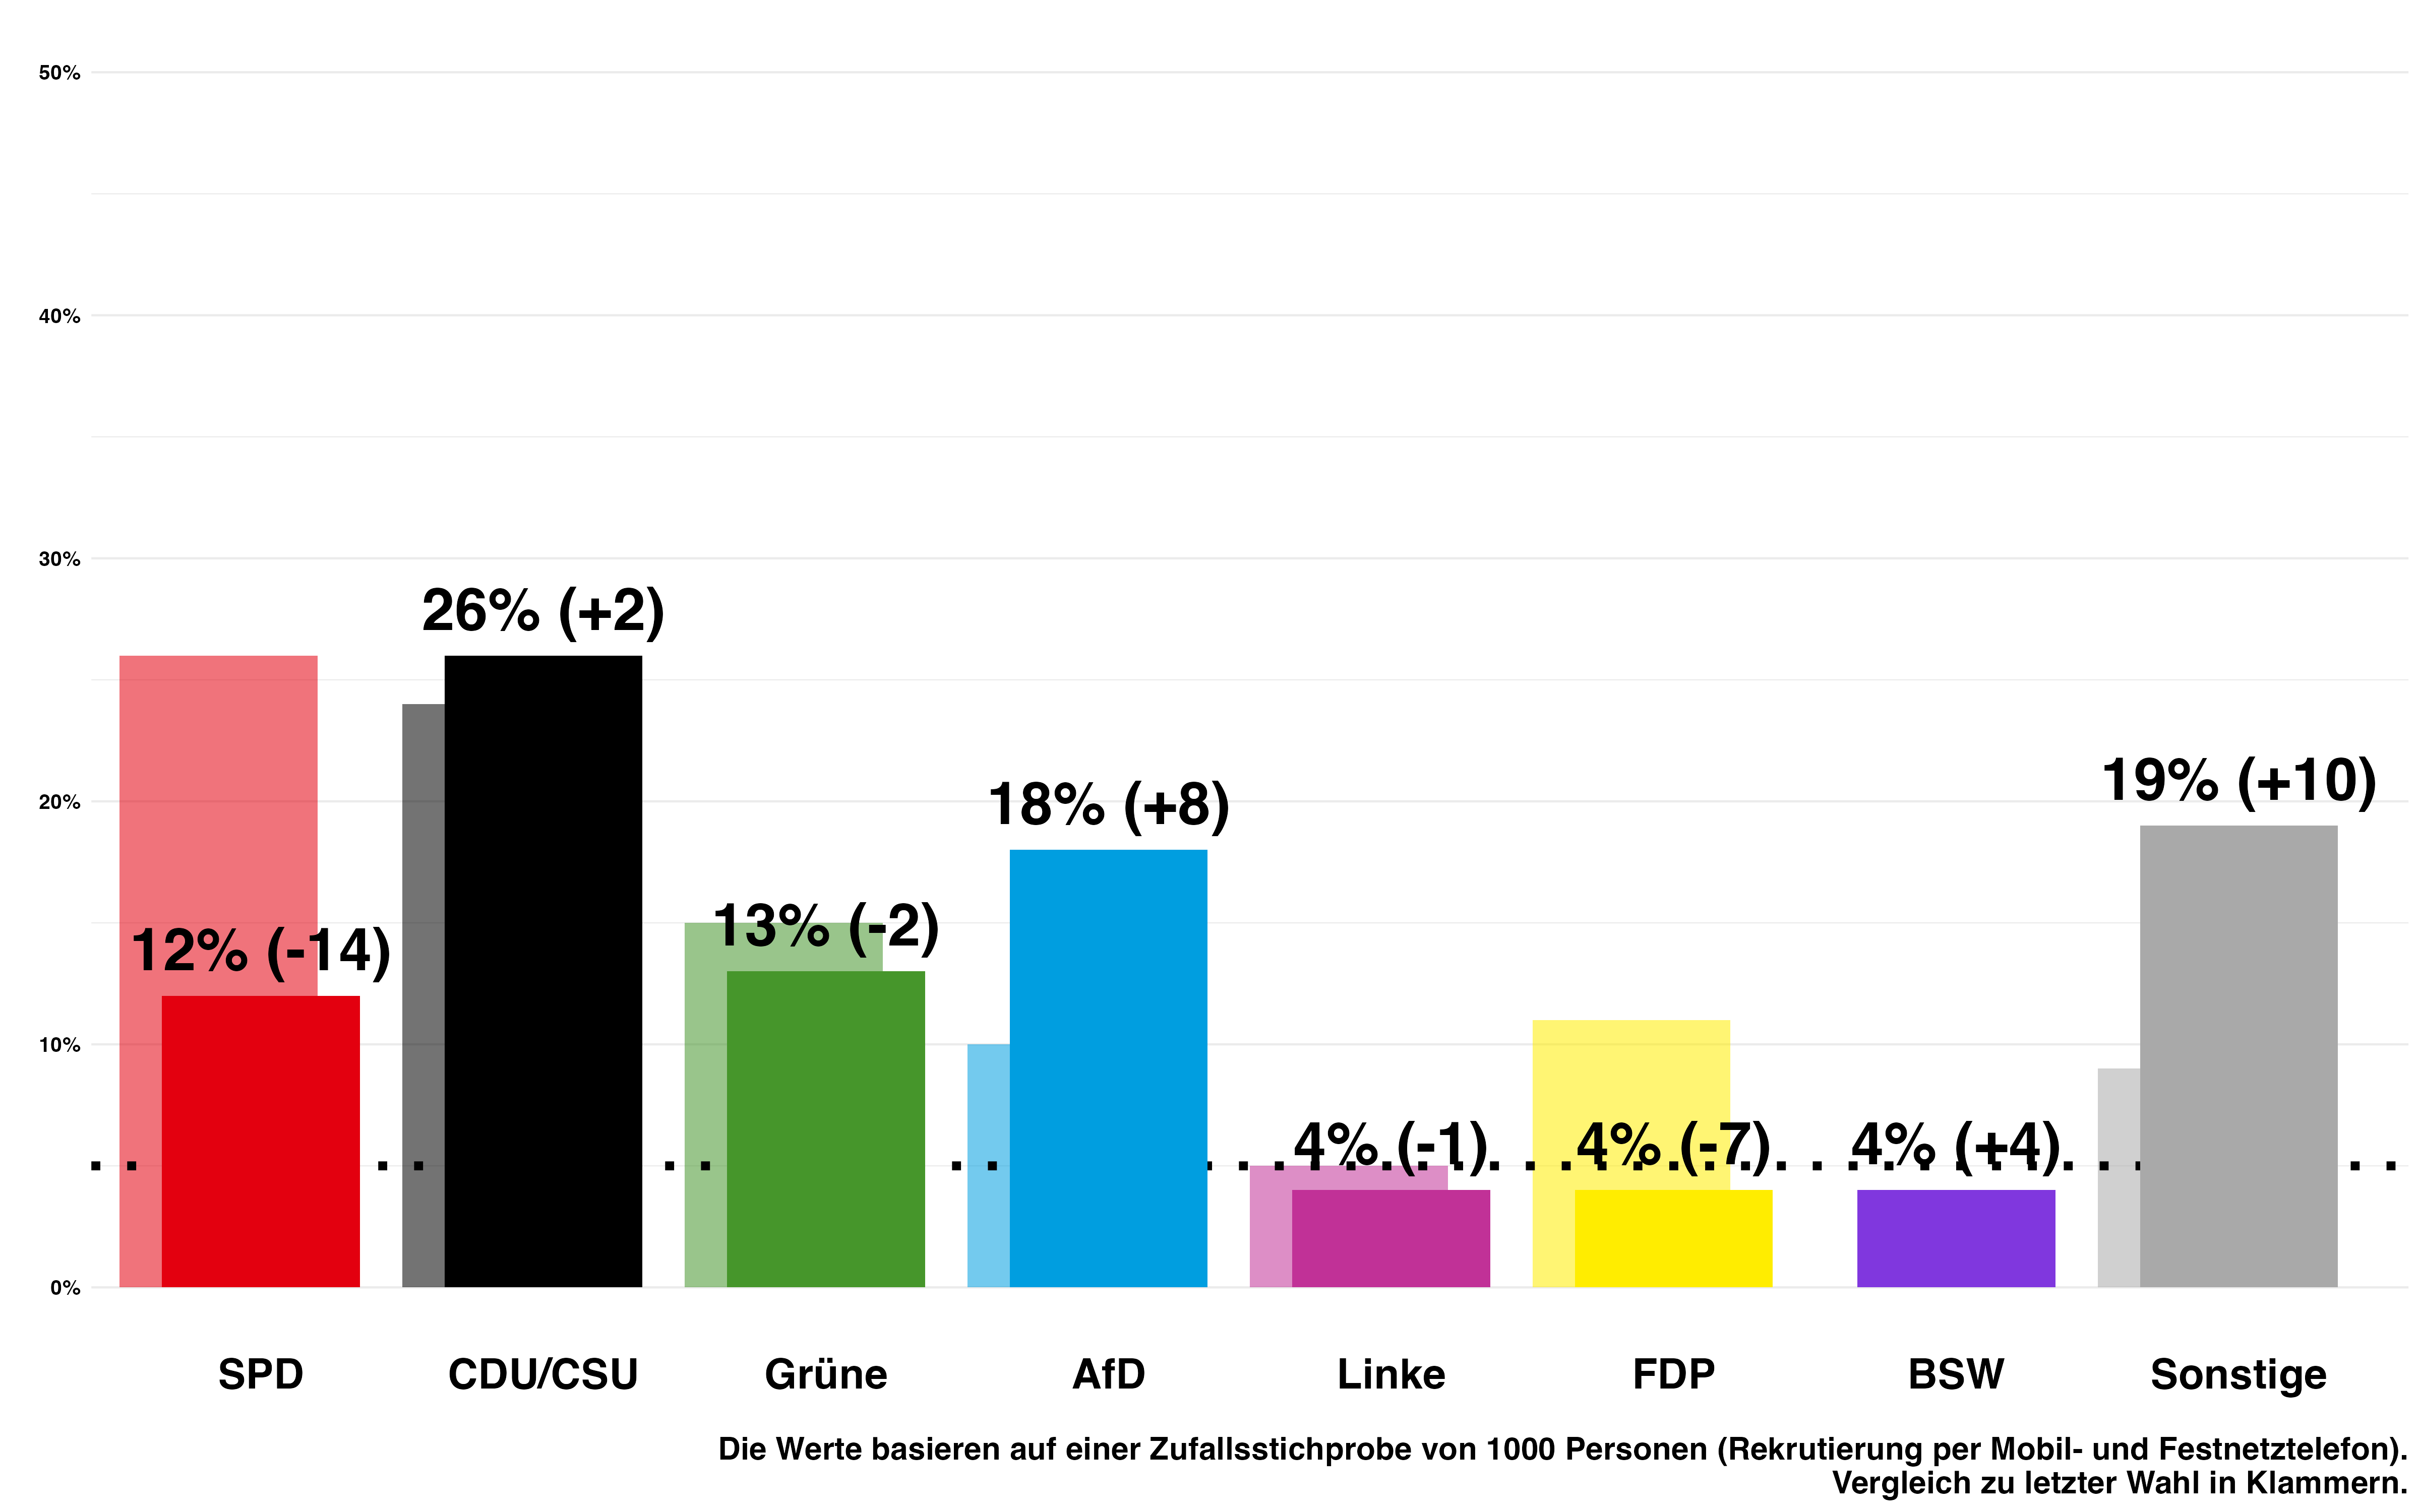 50%
40%
30%
20%
10%
0%
12% (-14)
26% (+2)
13% (-2)
18% (+8)
4% (-1)
4% (-7)
4% (+4)
19% (+10)
SPD
CDU/CSU
Grüne
AfD
Linke
FDP
BSW
Sonstige
Die Werte basieren auf einer Zufallsstichprobe von 1000 Personen (Rekrutierung per Mobil- und Festnetztelefon).
Vergleich zu letzter Wahl in Klammern.